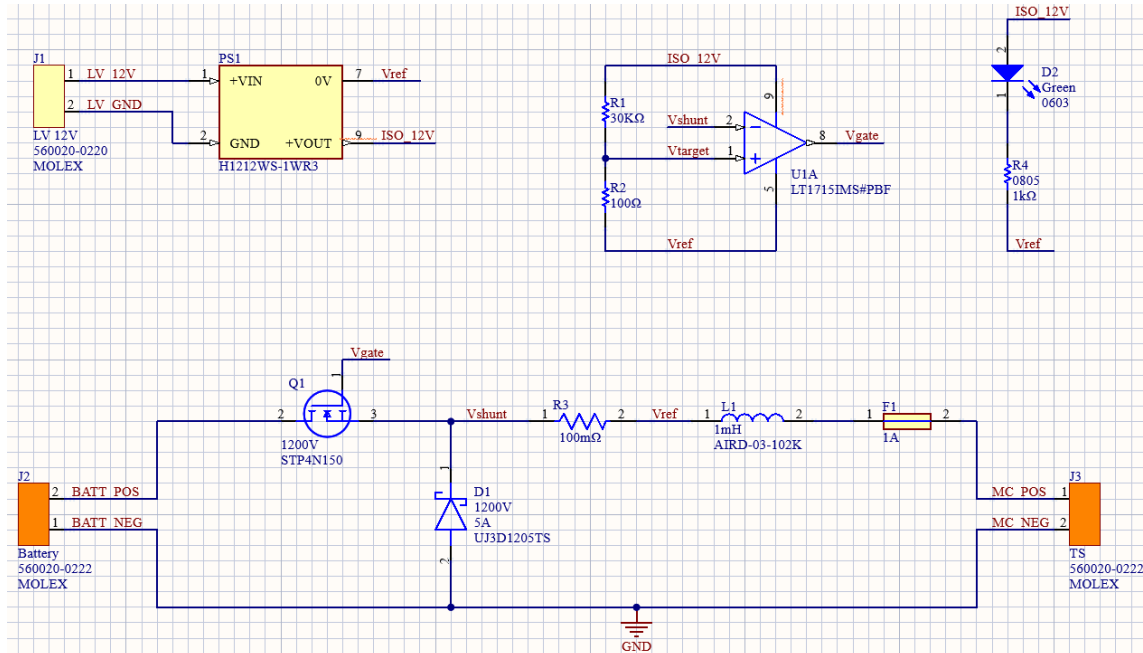 J1
1
LV_12V
2
LV_GND
LV 12V
560020-0220
MOLEX
PS1
1
+VIN
0V
7
Vref
2
GND
+VOUT
9
ISO_12V
H1212WS-1WR3
ISO_12V
R1
30KΩ
9
Vshunt
2
Vtarget
1
8
Vgate
U1A
LT1715IMS#PBF
R2
100Ω
5
Vref
ISO_12V
2
D2
Green
0603
1
R4
0805
1kΩ
Vref
Vgate
1
Q1
2
3
1200V
STP4N150
Vshunt
1
R3
2
100mΩ
Vref
1
L1
2
1mH
AIRD-03-102K
1
F1
2
1A
J2
2
BATT_POS
1
BATT_NEG
Battery
560020-0222
MOLEX
1
D1
1200V
5A
UJ3D1205TS
2
J3
MC_POS
1
MC_NEG
2
TS
560020-0222
MOLEX
GND